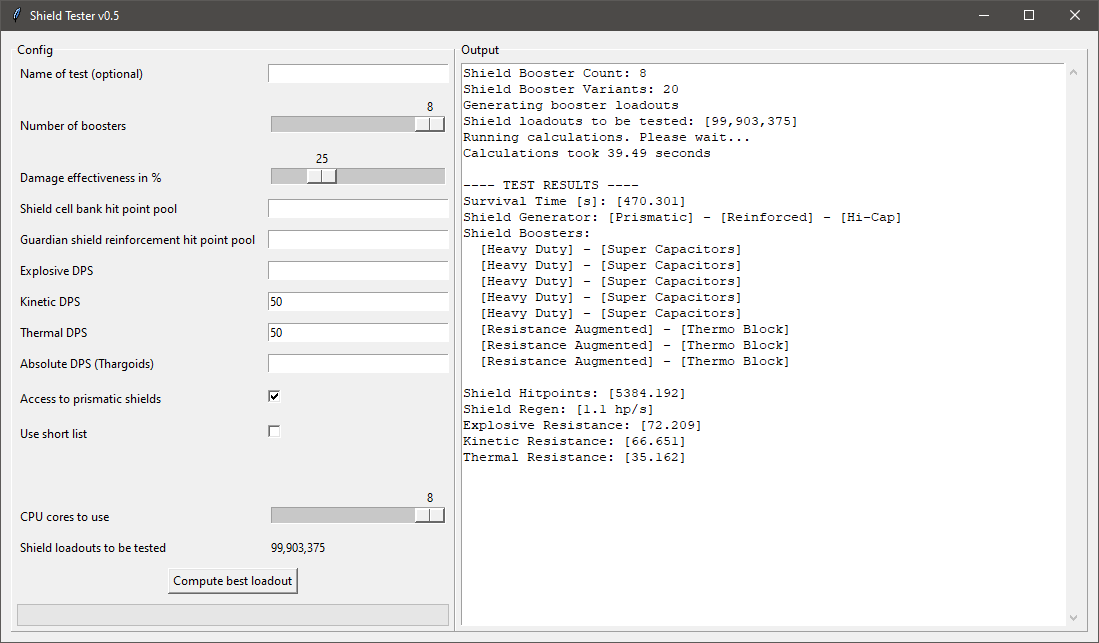 Shield Tester v0.5
Config
Name of test (optional)
8
Number of boosters
25
Damage effectiveness in %
Shield cell bank hit point pool
Guardian shield reinforcement hit point pool
Explosive DPS
Kinetic DPS 50
Thermal DPS 50
Absolute DPS (Thargoids)
Access to prismatic shields
Use short list
8
CPU cores to use
Shield loadouts to be tested 99,903,375
Compute best loadout
Output
Shield Booster Count: 8
Shield Booster Variants: 20
Generating booster loadouts
Shield loadouts to be tested: [99,903,375]
Running calculations. Please wait...
Calculations took 39.49 seconds
---- TEST RESULTS ----
Survival Time [s]: [470.301]
Shield Generator: [Prismatic] - [Reinforced] - [Hi-Cap]
Shield Boosters:
[Heavy Duty] - [Super Capacitors]
[Heavy Duty] - [Super Capacitors]
[Heavy Duty] - [Super Capacitors]
[Heavy Duty] - [Super Capacitors]
[Heavy Duty] - [Super Capacitors]
[Resistance Augmented] - [Thermo Block]
[Resistance Augmented] - [Thermo Block]
[Resistance Augmented] - [Thermo Block]
Shield Hitpoints: [5384.192]
Shield Regen: [1.1 hp/s]
Explosive Resistance: [72.209]
Kinetic Resistance: [66.651]
Thermal Resistance: [35.162]